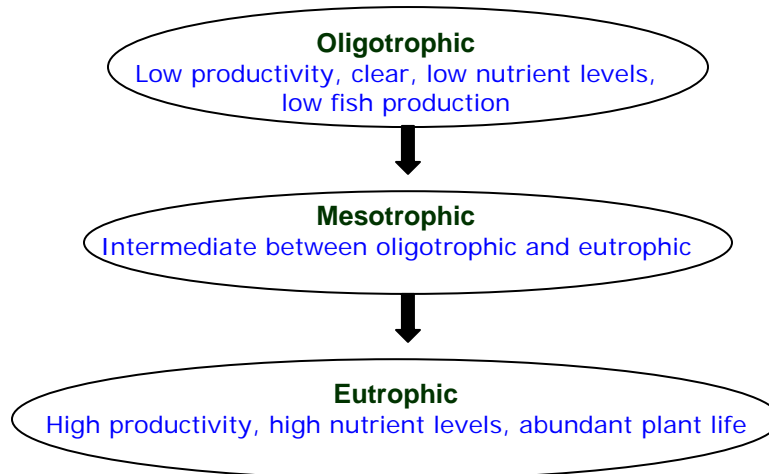 Oligotrophic
Low productivity, clear, low nutrient levels,
low fish production
Mesotrophic
Intermediate between oligotrophic and eutrophic
Eutrophic
High productivity, high nutrient levels, abundant plant life